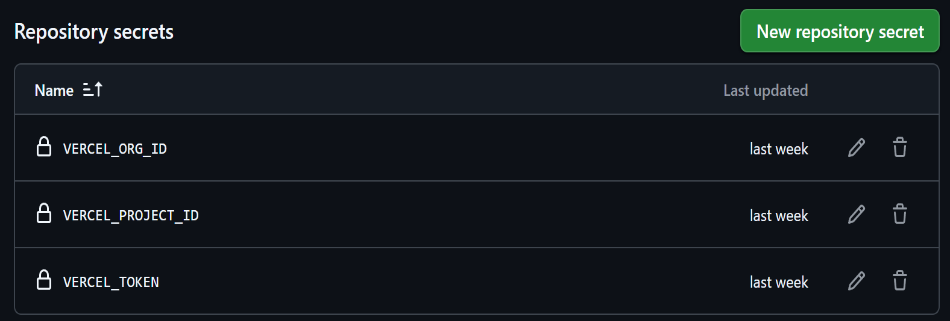 Repository secrets
New repository secret
Name
Last updated
VERCEL_ORG_ID
last week
VERCEL_PROJECT_ID
last week
VERCEL_TOKEN
last week